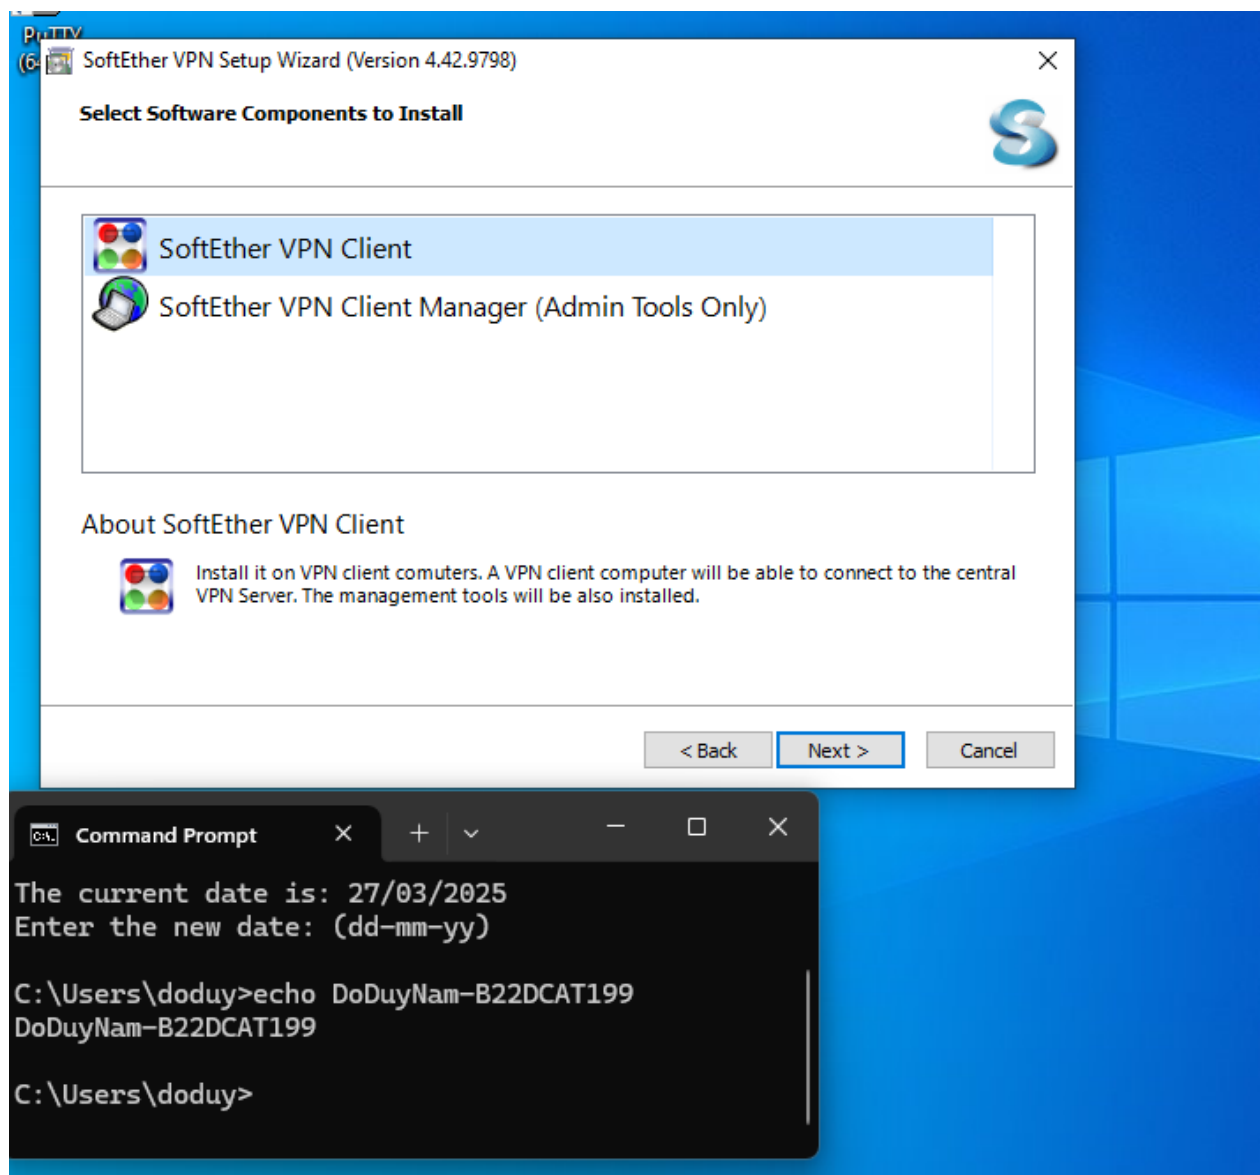 PuTTY
(6
SoftEther VPN Setup Wizard (Version 4.42.9798)
Select Software Components to Install
SoftEther VPN Client
SoftEther VPN Client Manager (Admin Tools Only)
About SoftEther VPN Client
Install it on VPN client comuters. A VPN client computer will be able to connect to the central
VPN Server. The management tools will be also installed.
< Back
Next >
Cancel
Command Prompt
The current date is: 27/03/2025
Enter the new date: (dd-mm-yy)
C:\Users\doduy>echo DoDuyNam-B22DCAT199
DoDuyNam-B22DCAT199
C:\Users\doduy>